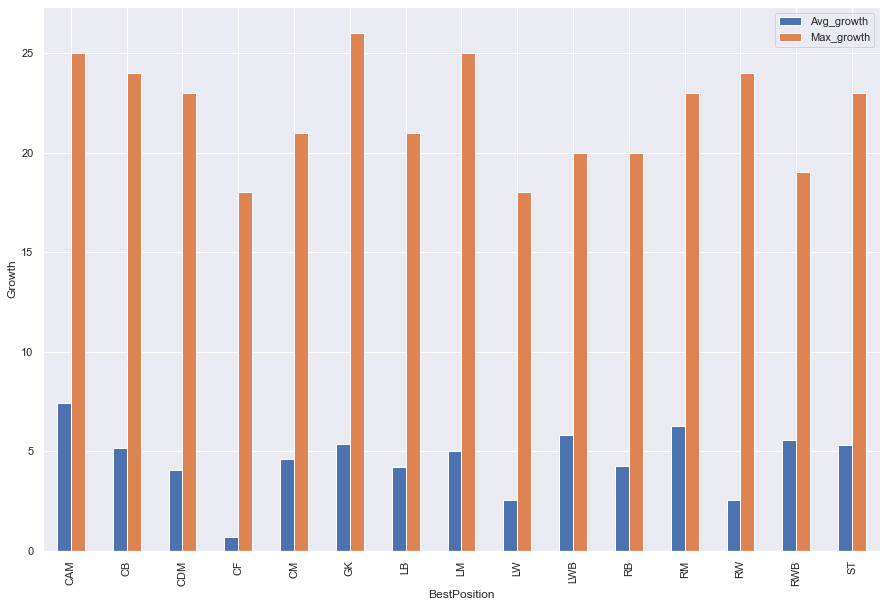 Avg_growth
Max_growth
Growth
25
20
15
10
5
0
CAM
CB
CDM
CF
CM
GK
LB
LM
LW
LWB
RB
RM
RW
RWB
ST
BestPosition